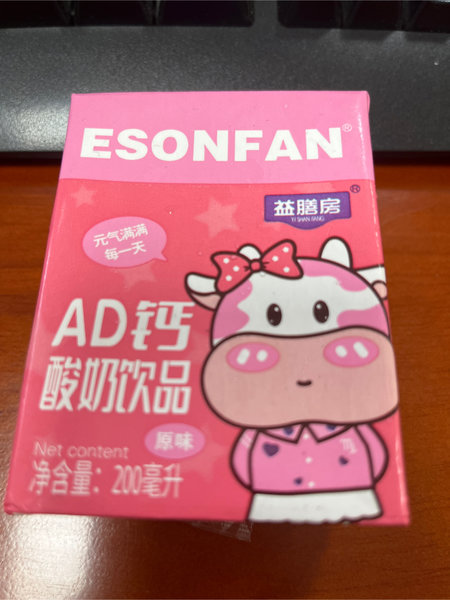 ESONFAN®
益膳房®
YI SHAN FANG
元气满满
每一天
AD钙
酸奶饮品
原味
Net content
净含量：200毫升